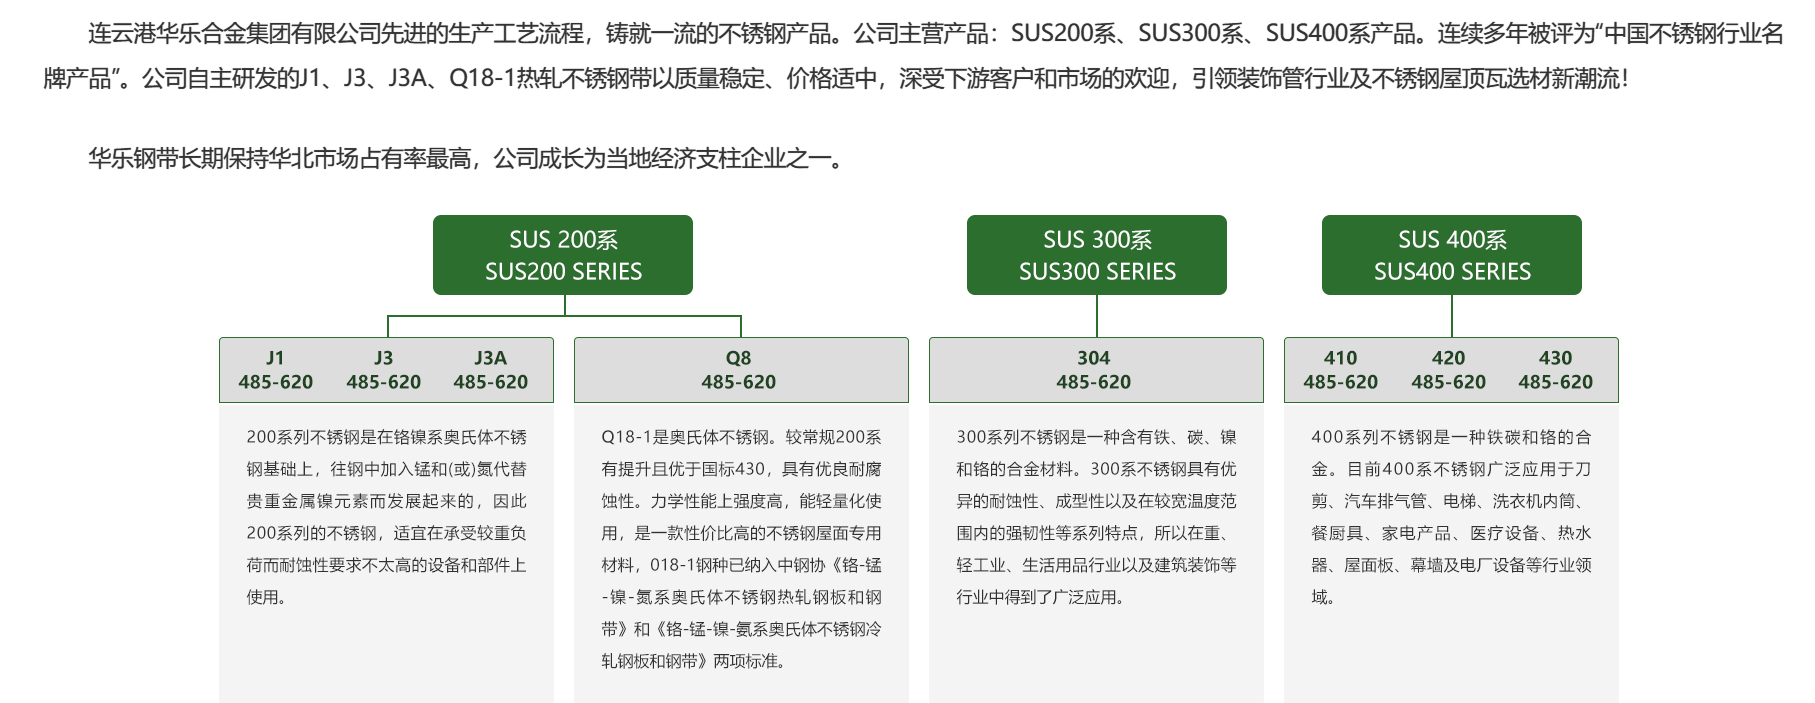 连云港华乐合金集团有限公司先进的生产工艺流程，铸就一流的不锈钢产品。公司主营产品：SUS200系、SUS300系、SUS400系产品。连续多年被评为“中国不锈钢行业名
牌产品”。公司自主研发的J1、J3、J3A、Q18-1热轧不锈钢带以质量稳定、价格适中，深受下游客户和市场的欢迎，引领装饰管行业及不锈钢屋顶瓦选材新潮流！
华乐钢带长期保持华北市场占有率最高，公司成长为当地经济支柱企业之一。
SUS 200系
SUS200 SERIES
J1 J3 J3A
485-620 485-620 485-620
200系列不锈钢是在铬镍系奥氏体不锈
钢基础上，往钢中加入锰和(或)氮代替
贵重金属镍元素而发展起来的，因此
200系列的不锈钢，适宜在承受较重负
荷而耐蚀性要求不太高的设备和部件上
使用。
Q8
485-620
Q18-1是奥氏体不锈钢。较常规200系
有提升且优于国标430，具有优良耐腐
蚀性。力学性能上强度高，能轻量化使
用，是一款性价比高的不锈钢屋面专用
材料，018-1钢种已纳入中钢协《铬-锰
-镍-氮系奥氏体不锈钢热轧钢板和钢
带》和《铬-锰-镍-氨系奥氏体不锈钢冷
轧钢板和钢带》两项标准。
SUS 300系
SUS300 SERIES
304
485-620
300系列不锈钢是一种含有铁、碳、镍
和铬的合金材料。300系不锈钢具有优
异的耐蚀性、成型性以及在较宽温度范
围内的强韧性等系列特点，所以在重、
轻工业、生活用品行业以及建筑装饰等
行业中得到了广泛应用。
SUS 400系
SUS400 SERIES
410 420 430
485-620 485-620 485-620
400系列不锈钢是一种铁碳和铬的合
金。目前400系不锈钢广泛应用于刀
剪、汽车排气管、电梯、洗衣机内筒、
餐厨具、家电产品、医疗设备、热水
器、屋面板、幕墙及电厂设备等行业领
域。